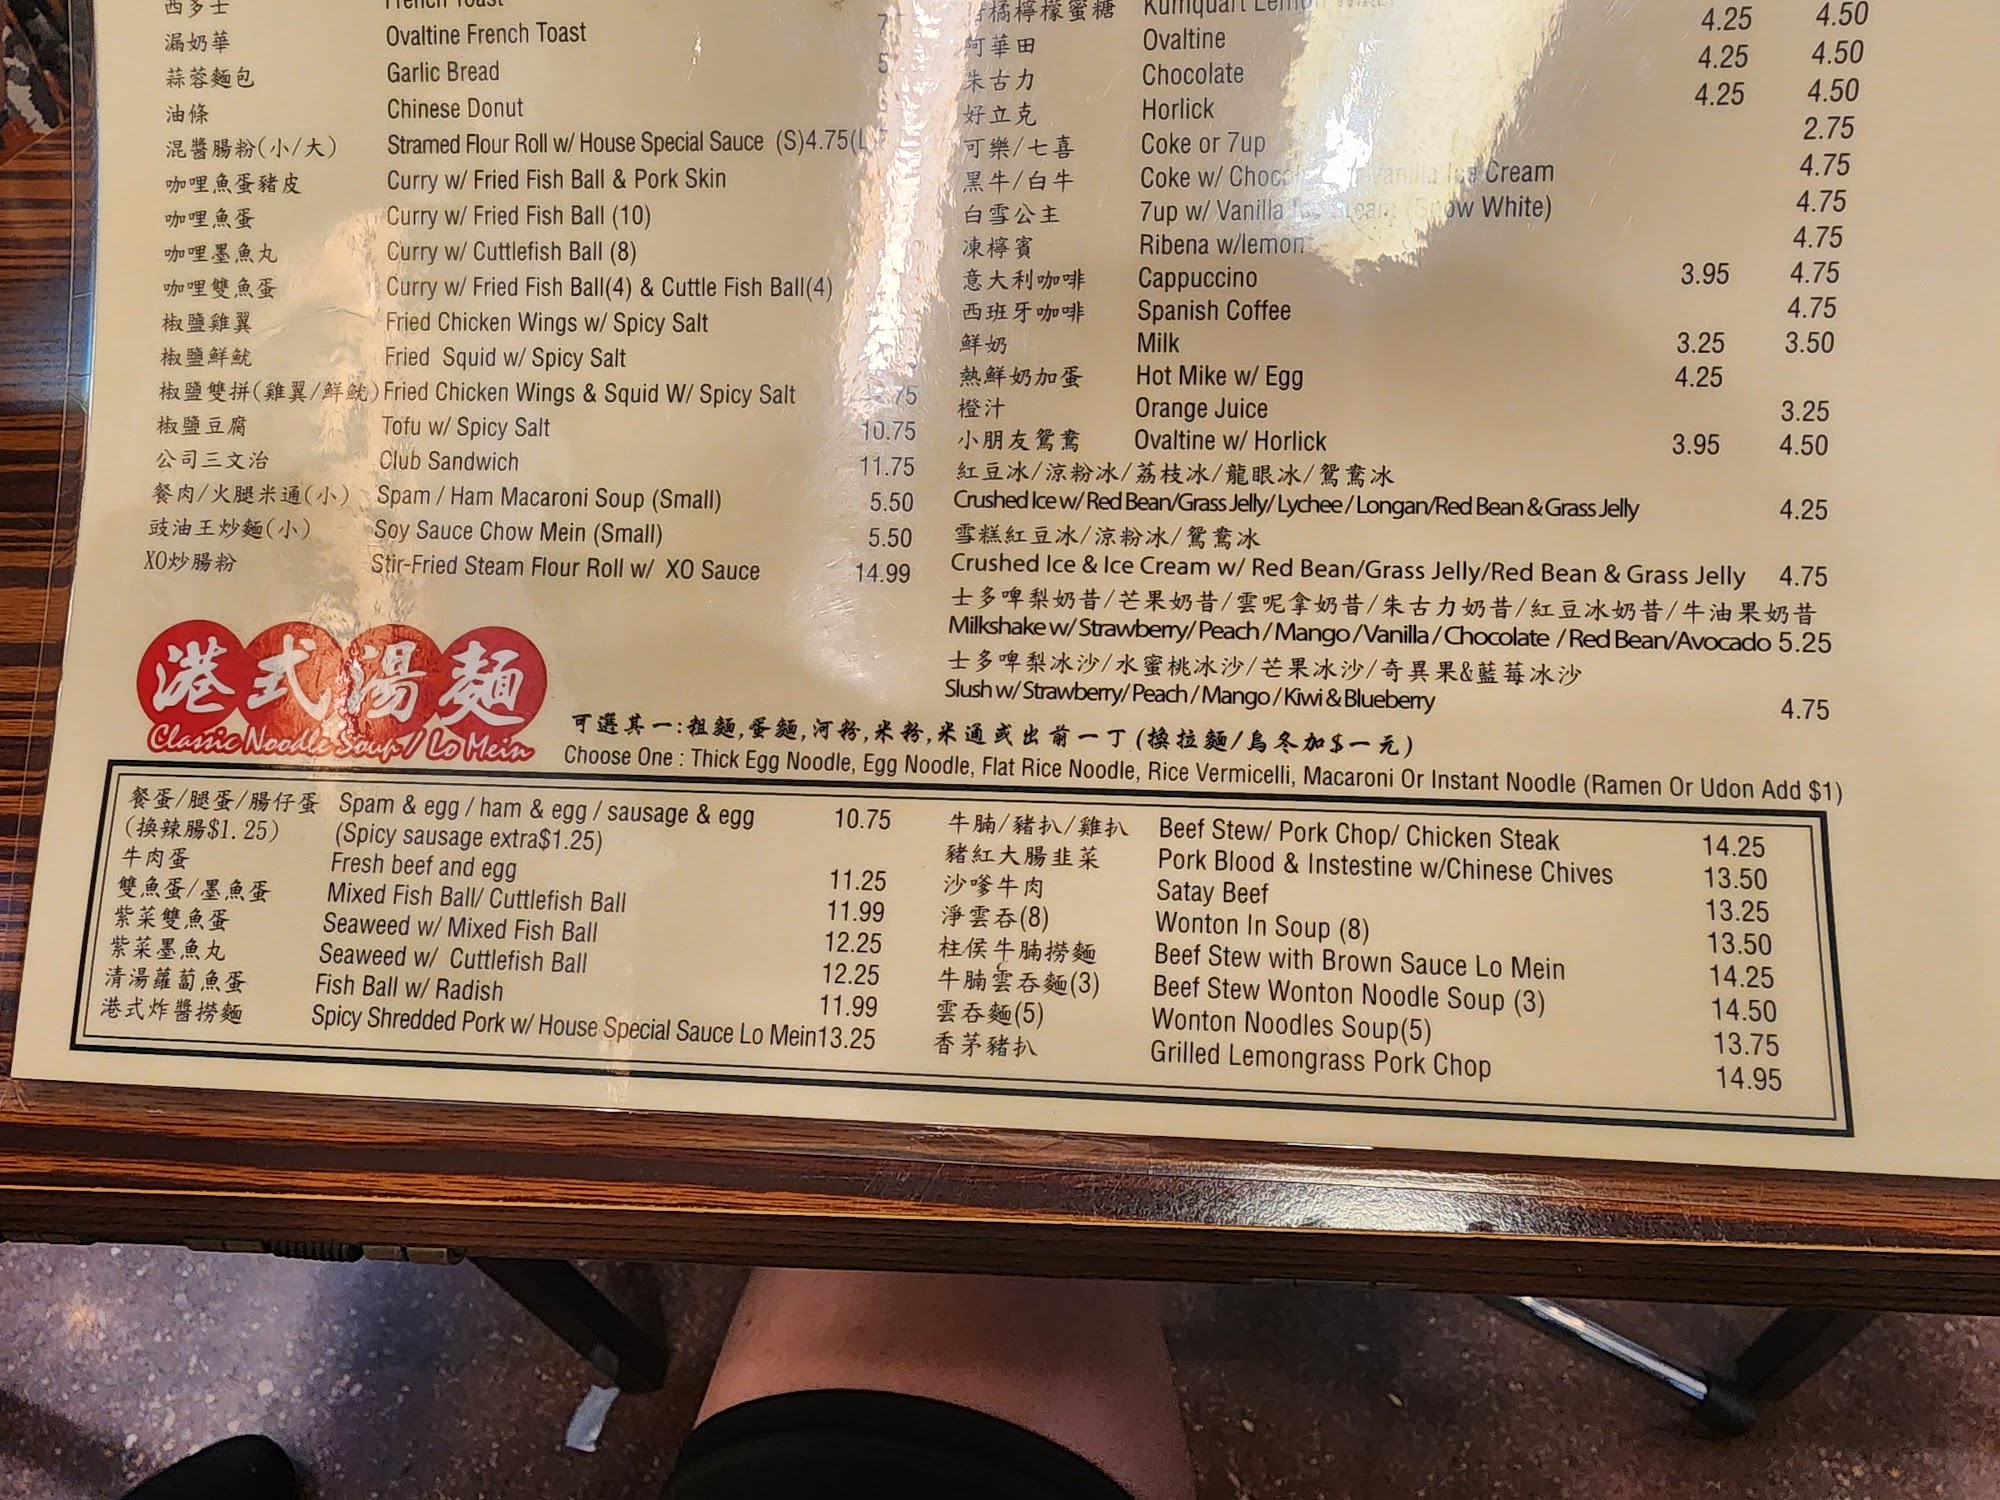 西多士 French Toast
漏奶華 Ovaltine French Toast
蒜蓉麵包 Garlic Bread
油條 Chinese Donut
混醬腸粉(小/大) Stramed Flour Roll w/ House Special Sauce (S)4.75(L)
咖哩魚蛋豬皮 Curry w/ Fried Fish Ball & Pork Skin
咖哩魚蛋 Curry w/ Fried Fish Ball (10)
咖哩墨魚丸 Curry w/ Cuttlefish Ball (8)
咖哩雙魚蛋 Curry w/ Fried Fish Ball(4) & Cuttle Fish Ball(4)
椒鹽雞翼 Fried Chicken Wings w/ Spicy Salt
椒鹽鮮魷 Fried Squid w/ Spicy Salt
椒鹽雙拼(雞翼/鮮魷) Fried Chicken Wings & Squid W/ Spicy Salt
椒鹽豆腐 Tofu w/ Spicy Salt 10.75
公司三文治 Club Sandwich 11.75
餐肉/火腿米通(小) Spam / Ham Macaroni Soup (Small) 5.50
豉油王炒麵(小) Soy Sauce Chow Mein (Small) 5.50
XO炒腸粉 Stir-Fried Steam Flour Roll w/ XO Sauce 14.99
柑橘檸檬蜜糖 Kumquart Lemon 4.25 4.50
阿華田 Ovaltine 4.25 4.50
朱古力 Chocolate 4.25 4.50
好立克 Horlick 2.75
可樂/七喜 Coke or 7up 4.75
黑牛/白牛 Coke w/ Vanilla Ice Cream 4.75
白雪公主 7up w/ Vanilla Ice Cream (Snow White) 4.75
凍檸賓 Ribena w/lemon
意大利咖啡 Cappuccino 3.95 4.75
西班牙咖啡 Spanish Coffee 4.75
鮮奶 Milk 3.25 3.50
熱鮮奶加蛋 Hot Mike w/ Egg 4.25
橙汁 Orange Juice 3.25
小朋友鴛鴦 Ovaltine w/ Horlick 3.95 4.50
紅豆冰/涼粉冰/荔枝冰/龍眼冰/鴛鴦冰
Crushed Ice w/ Red Bean/Grass Jelly/ Lychee / Longan/Red Bean & Grass Jelly 4.25
雪糕紅豆冰/涼粉冰/鴛鴦冰
Crushed Ice & Ice Cream w/ Red Bean/Grass Jelly/Red Bean & Grass Jelly 4.75
士多啤梨奶昔/芒果奶昔/雲呢拿奶昔/朱古力奶昔/紅豆冰奶昔/牛油果奶昔
Milkshake w/ Strawberry/ Peach / Mango / Vanilla / Chocolate / Red Bean/Avocado 5.25
士多啤梨冰沙/水蜜桃冰沙/芒果冰沙/奇異果&藍莓冰沙
Slush w/ Strawberry/ Peach / Mango / Kiwi & Blueberry 4.75
港式湯麵
Classic Noodle Soup / Lo Mein
可選其一:粗麵,蛋麵,河粉,米粉,米通或出前一丁(換拉麵/烏冬加$一元)
Choose One : Thick Egg Noodle, Egg Noodle, Flat Rice Noodle, Rice Vermicelli, Macaroni Or Instant Noodle (Ramen Or Udon Add $1)
餐蛋/腿蛋/腸仔蛋 Spam & egg / ham & egg / sausage & egg 10.75
(換辣腸$1.25) (Spicy sausage extra$1.25)
牛肉蛋 Fresh beef and egg 11.25
雙魚蛋/墨魚蛋 Mixed Fish Ball/ Cuttlefish Ball 11.99
紫菜雙魚蛋 Seaweed w/ Mixed Fish Ball 12.25
紫菜墨魚丸 Seaweed w/ Cuttlefish Ball 12.25
清湯蘿蔔魚蛋 Fish Ball w/ Radish 11.99
港式炸醬撈麵 Spicy Shredded Pork w/ House Special Sauce Lo Mein13.25
牛腩/豬扒/雞扒 Beef Stew/ Pork Chop/ Chicken Steak 14.25
豬紅大腸韭菜 Pork Blood & Instestine w/Chinese Chives 13.50
沙嗲牛肉 Satay Beef 13.25
淨雲吞(8) Wonton In Soup (8) 13.50
柱侯牛腩撈麵 Beef Stew with Brown Sauce Lo Mein 14.25
牛腩雲吞麵(3) Beef Stew Wonton Noodle Soup (3) 14.50
雲吞麵(5) Wonton Noodles Soup(5) 13.75
香茅豬扒 Grilled Lemongrass Pork Chop 14.95